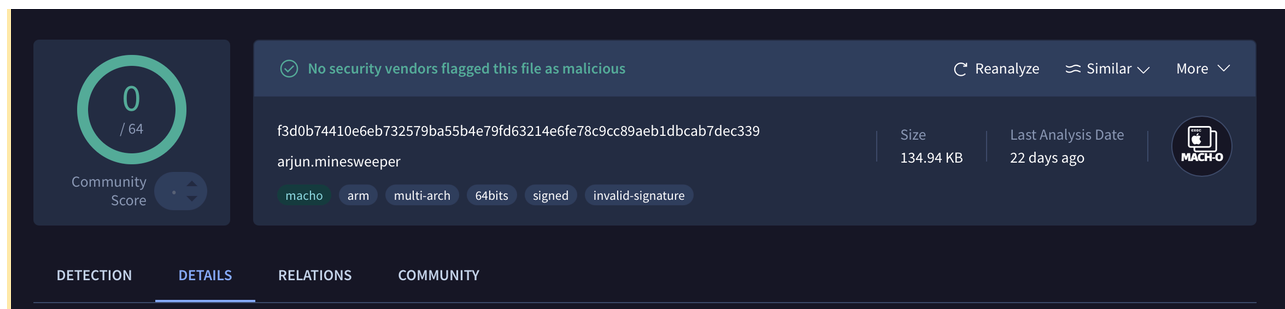 0
/ 64
Community
Score
No security vendors flagged this file as malicious
Reanalyze
Similar
More
f3d0b74410e6eb732579ba55b4e79fd63214e6fe78c9cc89aeb1dbcab7dec339
arjun.minesweeper
macho
arm
multi-arch
64bits
signed
invalid-signature
Size
134.94 KB
Last Analysis Date
22 days ago
EXEC
MACH-O
DETECTION
DETAILS
RELATIONS
COMMUNITY